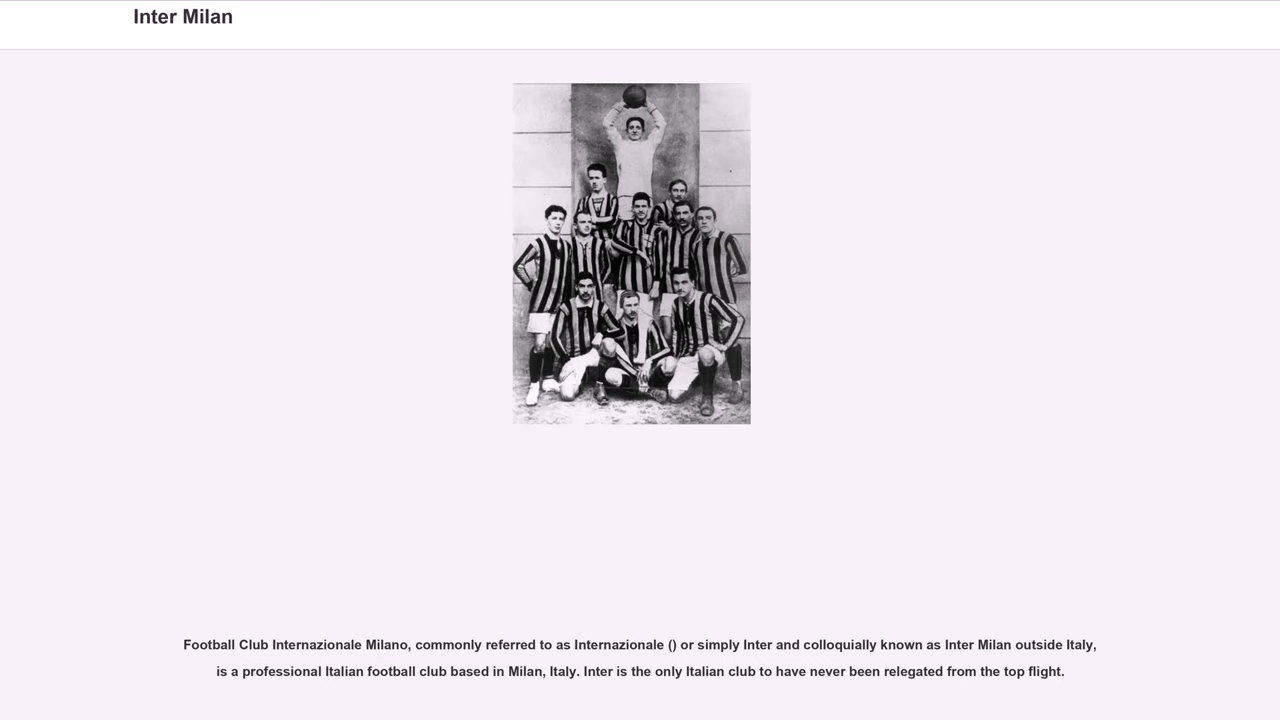 Inter Milan
Football Club Internazionale Milano, commonly referred to as Internazionale () or simply Inter and colloquially known as Inter Milan outside Italy,
is a professional Italian football club based in Milan, Italy. Inter is the only Italian club to have never been relegated from the top flight.